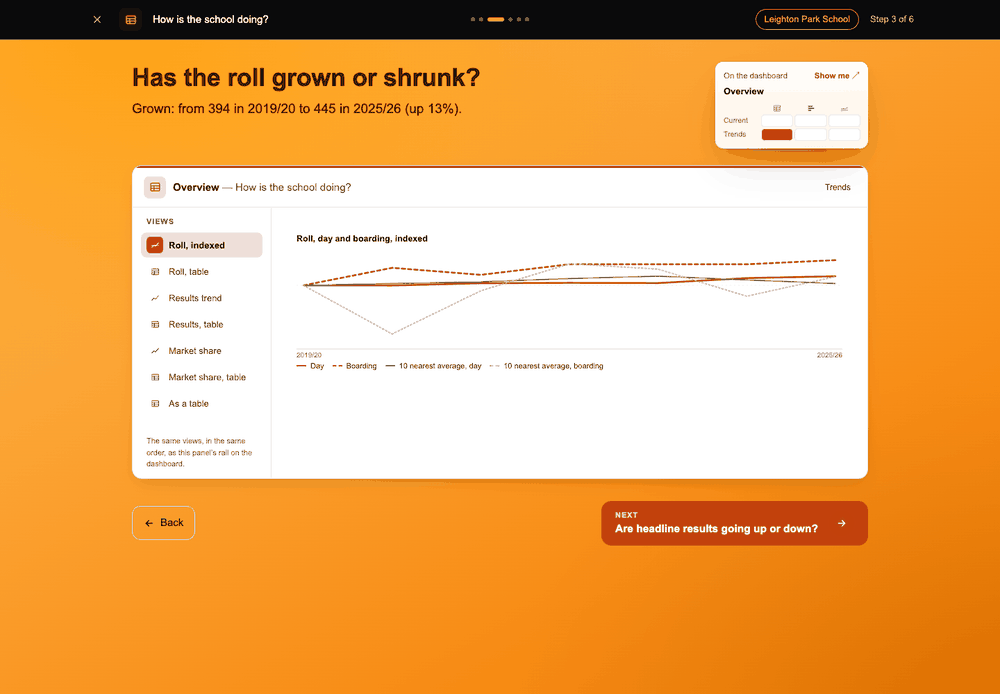 How is the school doing?
Leighton Park School
Step 3 of 6
Has the roll grown or shrunk?
Grown: from 394 in 2019/20 to 445 in 2025/26 (up 13%).
On the dashboard
Show me
Overview
Current
Trends
Overview — How is the school doing?
Trends
VIEWS
Roll, indexed
Roll, table
Results trend
Results, table
Market share
Market share, table
As a table
The same views, in the same
order, as this panel's rail on the
dashboard.
Roll, day and boarding, indexed
2019/20
2025/26
Day
Boarding
10 nearest average, day
10 nearest average, boarding
Back
NEXT
Are headline results going up or down?